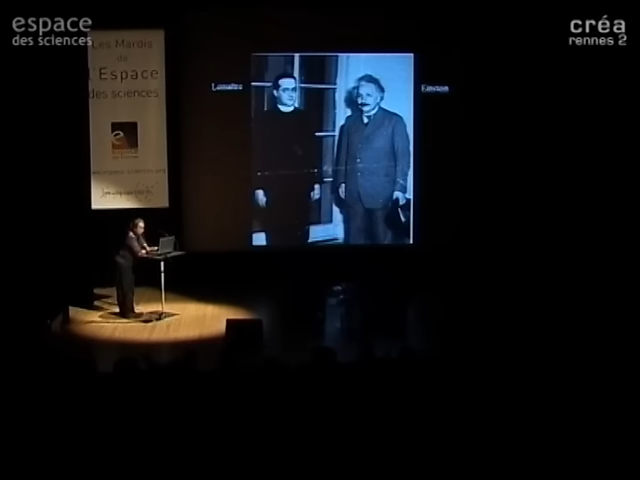 espace
des sciences
créa
rennes 2
Les Mardis
de
l'Espace
des sciences
Lemaître
Einstein